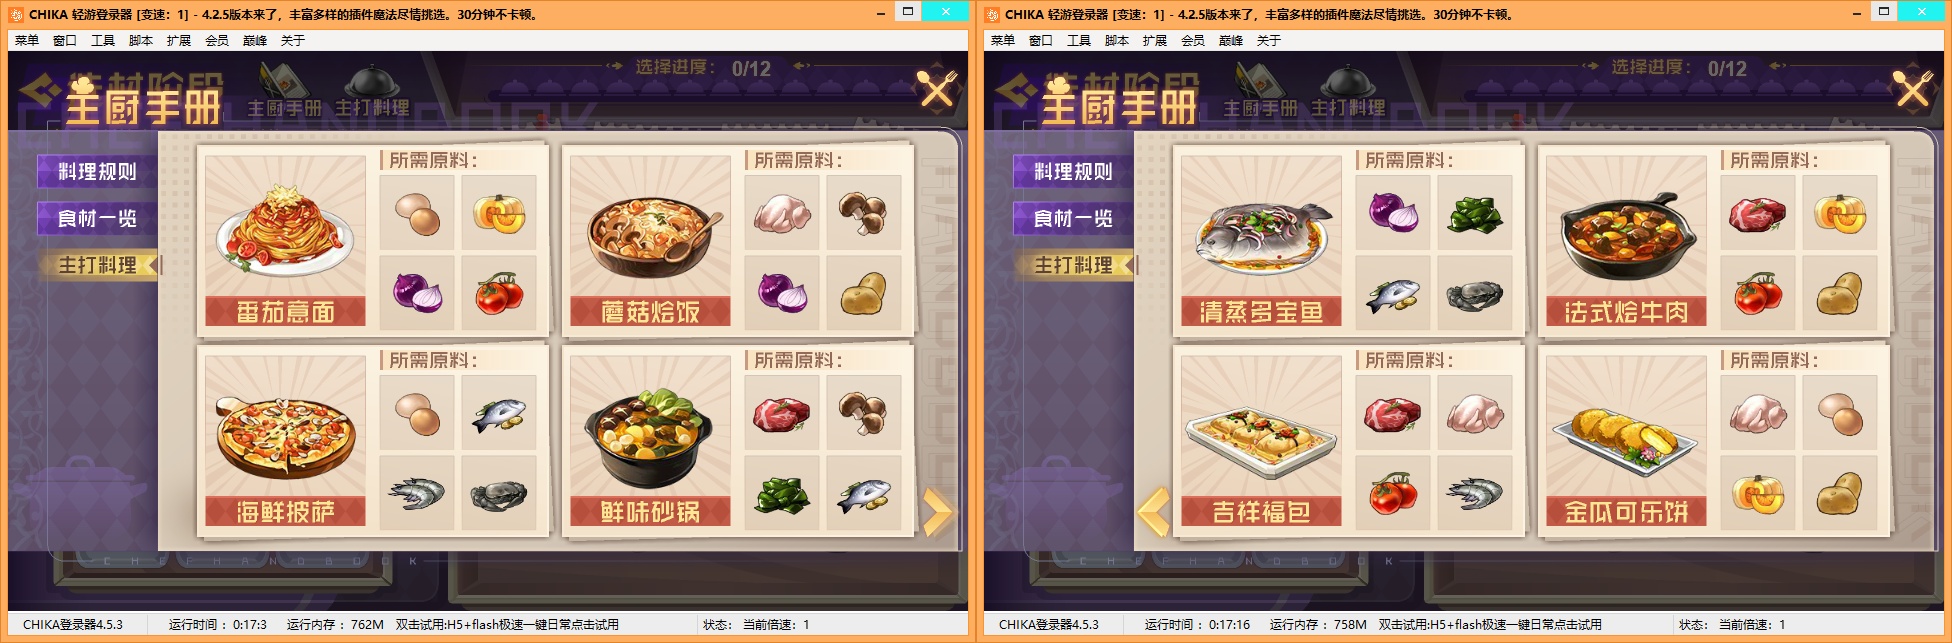 CHIKA 轻游登录器 [变速：1] - 4.2.5版本来了，丰富多样的插件魔法尽情挑选。30分钟不卡顿。
菜单 窗口 工具 脚本 扩展 会员 巅峰 关于
选材阶段
主厨手册
主厨手册 主打料理
选择进度： 0/12
料理规则
食材一览
主打料理
所需原料：
番茄意面
所需原料：
蘑菇烩饭
所需原料：
海鲜披萨
所需原料：
鲜味砂锅
CHEFHANDBOOK
CHIKA登录器4.5.3 运行时间 ：0:17:3 运行内存 ：762M 双击试用:H5+flash极速一键日常点击试用 状态： 当前倍速：1
CHIKA 轻游登录器 [变速：1] - 4.2.5版本来了，丰富多样的插件魔法尽情挑选。30分钟不卡顿。
菜单 窗口 工具 脚本 扩展 会员 巅峰 关于
选材阶段
主厨手册
主厨手册 主打料理
选择进度： 0/12
料理规则
食材一览
主打料理
所需原料：
清蒸多宝鱼
所需原料：
法式烩牛肉
所需原料：
吉祥福包
所需原料：
金瓜可乐饼
HANDBOOK
CHEFHANDBOOK
CHIKA登录器4.5.3 运行时间 ：0:17:16 运行内存 ：758M 双击试用:H5+flash极速一键日常点击试用 状态： 当前倍速：1